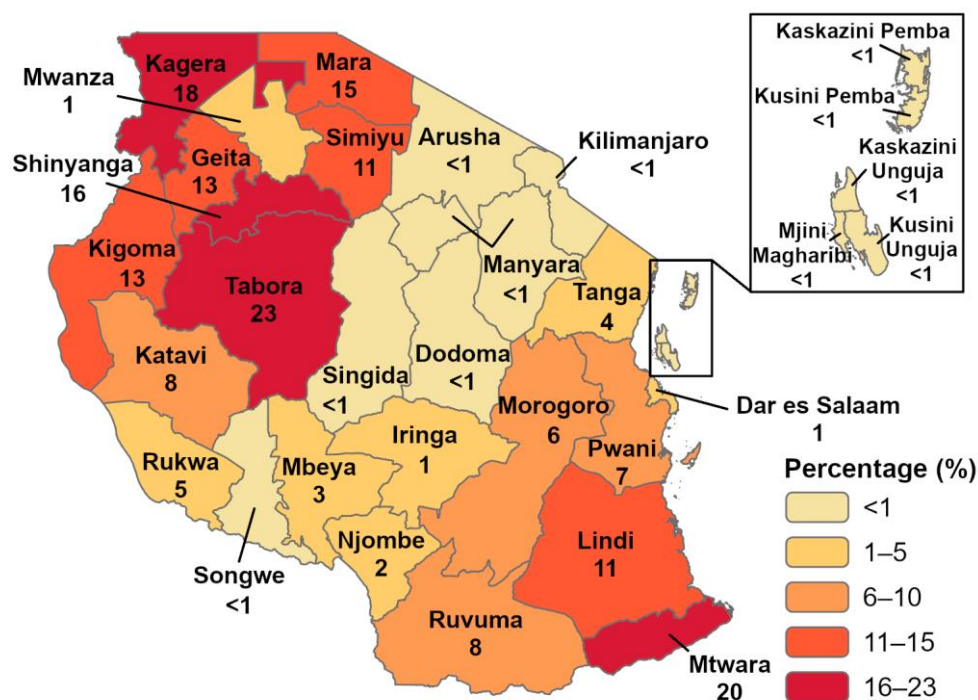 Kagera
18
Mara
15
Mwanza
1
Simiyu
11
Arusha
<1
Kilimanjaro
<1
Shinyanga
16
Geita
13
Kigoma
13
Tabora
23
Manyara
<1
Tanga
4
Katavi
8
Singida
<1
Dodoma
<1
Morogoro
6
Dar es Salaam
1
Pwani
7
Rukwa
5
Mbeya
3
Iringa
1
Songwe
<1
Njombe
2
Lindi
11
Ruvuma
8
Mtwara
20
Kaskazini Pemba
<1
Kusini Pemba
<1
Kaskazini
Unguja
<1
Mjini
Magharibi
<1
Kusini
Unguja
<1
Percentage (%)
<1
1–5
6–10
11–15
16–23